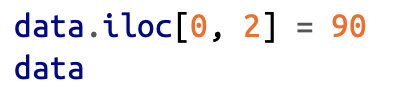 data.iloc[0, 2] = 90
data